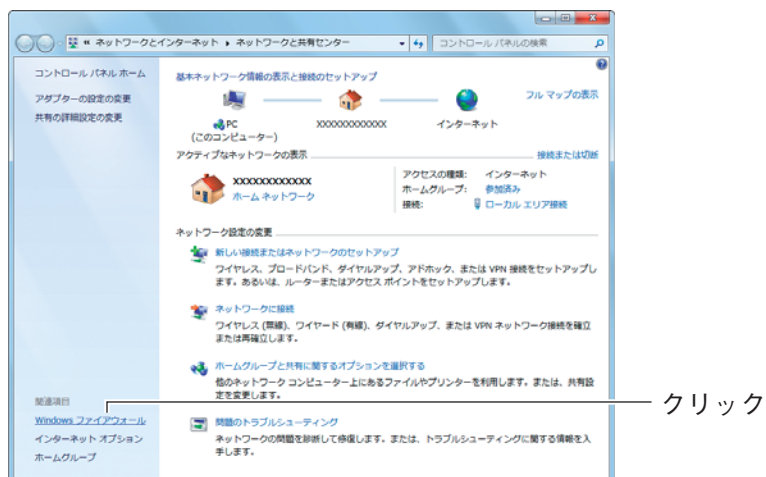 « ネットワークとインターネット ▸ ネットワークと共有センター
コントロール パネルの検索
コントロール パネル ホーム
アダプターの設定の変更
共有の詳細設定の変更
基本ネットワーク情報の表示と接続のセットアップ
フル マップの表示
PC
(このコンピューター)
XXXXXXXXXXXX
インターネット
アクティブなネットワークの表示
接続または切断
XXXXXXXXXXXX
ホーム ネットワーク
アクセスの種類: インターネット
ホームグループ: 参加済み
接続: ローカル エリア接続
ネットワーク設定の変更
新しい接続またはネットワークのセットアップ
ワイヤレス、ブロードバンド、ダイヤルアップ、アドホック、または VPN 接続をセットアップし
ます。あるいは、ルーターまたはアクセス ポイントをセットアップします。
ネットワークに接続
ワイヤレス (無線)、ワイヤード (有線)、ダイヤルアップ、または VPN ネットワーク接続を確立
または再確立します。
ホームグループと共有に関するオプションを選択する
他のネットワーク コンピューター上にあるファイルやプリンターを利用します。または、共有設
定を変更します。
問題のトラブルシューティング
ネットワークの問題を診断して修復します。または、トラブルシューティングに関する情報を入
手します。
関連項目
Windows ファイアウォール
インターネット オプション
ホームグループ
クリック